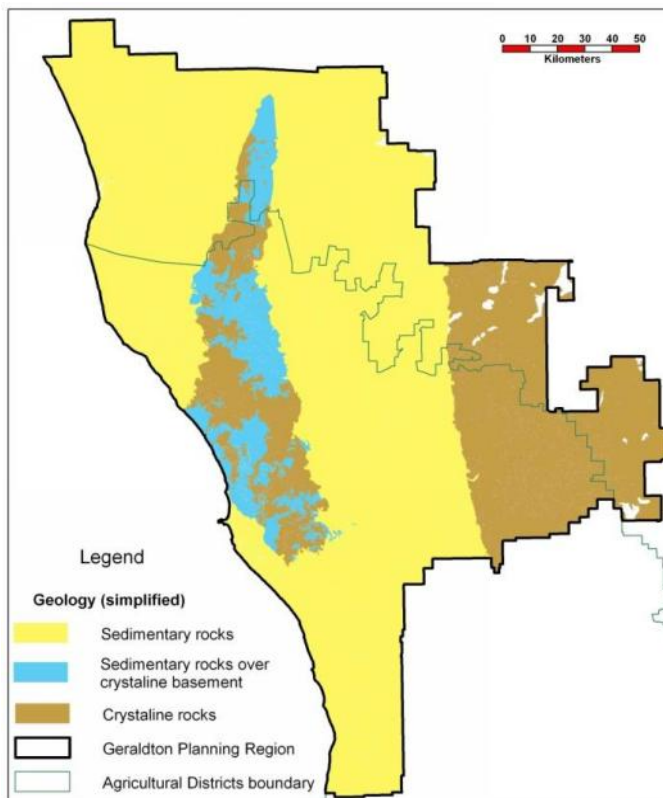 0 10 20 30 40 50
Kilometers
Legend
Geology (simplified)
Sedimentary rocks
Sedimentary rocks over
crystaline basement
Crystaline rocks
Geraldton Planning Region
Agricultural Districts boundary